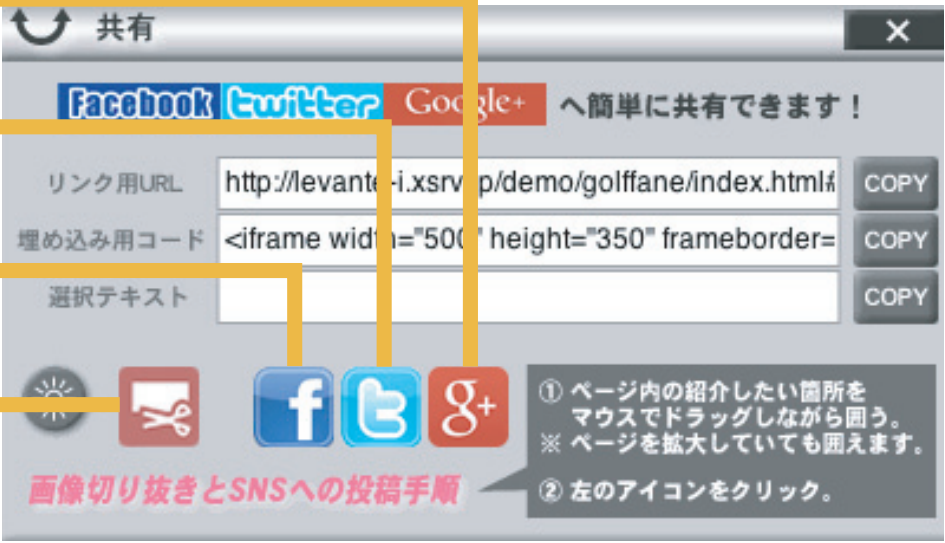 共有
×
Facebook twitter Google+ へ簡単に共有できます！
リンク用URL http://levante-i.xsrv.jp/demo/golffane/index.html# COPY
埋め込み用コード <iframe width="500" height="350" frameborder= COPY
選択テキスト COPY
f t g+
① ページ内の紹介したい箇所を
マウスでドラッグしながら囲う。
※ ページを拡大していても囲えます。
② 左のアイコンをクリック。
画像切り抜きとSNSへの投稿手順